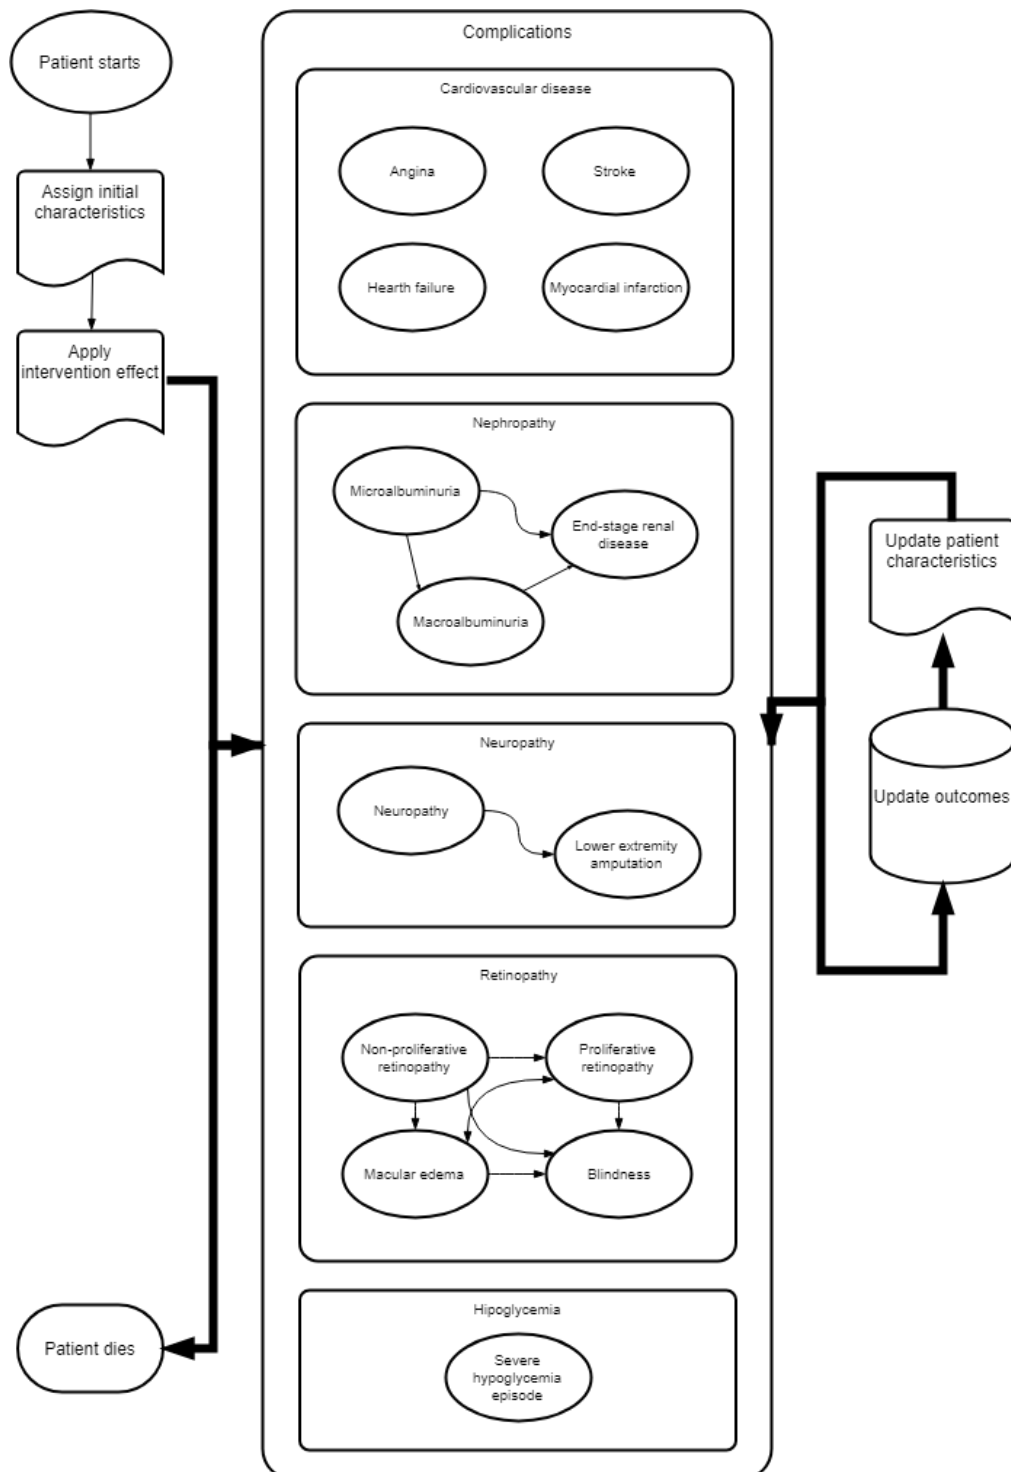 Patient starts
Assign initial
characteristics
Apply
intervention effect
Patient dies
Complications
Cardiovascular disease
Angina
Stroke
Hearth failure
Myocardial infarction
Nephropathy
Microalbuminuria
End-stage renal
disease
Macroalbuminuria
Neuropathy
Neuropathy
Lower extremity
amputation
Retinopathy
Non-proliferative
retinopathy
Proliferative
retinopathy
Macular edema
Blindness
Hipoglycemia
Severe
hypoglycemia
episode
Update patient
characteristics
Update outcomes